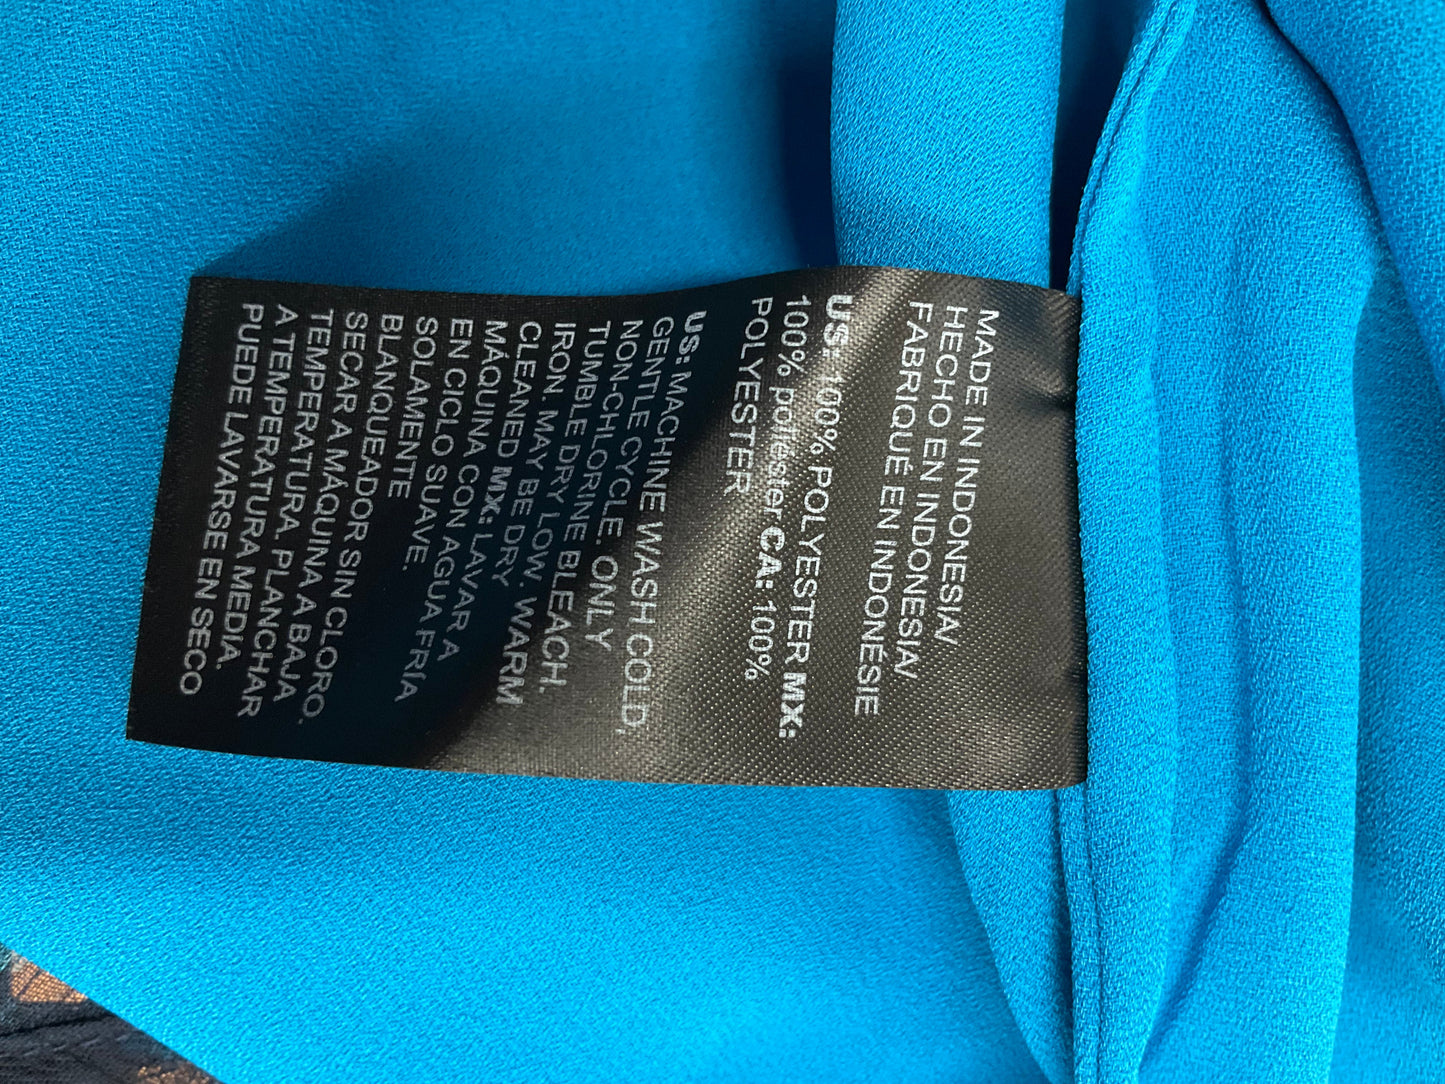 MADE IN INDONESIA/
HECHO EN INDONESIA/
FABRIQUÉ EN INDONÉSIE
US: 100% POLYESTER MX:
100% poliester CA: 100%
POLYESTER
US: MACHINE WASH COLD,
GENTLE CYCLE. ONLY
NON-CHLORINE BLEACH.
TUMBLE DRY LOW. WARM
IRON. MAY BE DRY
CLEANED MX: LAVAR A
MÁQUINA CON AGUA FRÍA
EN CICLO SUAVE.
SOLAMENTE
BLANQUEADOR SIN CLORO.
SECAR A MÁQUINA A BAJA
TEMPERATURA. PLANCHAR
A TEMPERATURA MEDIA.
PUEDE LAVARSE EN SECO